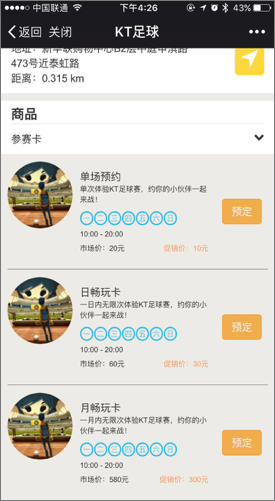 中国联通 下午4:26 43%
返回 关闭 KT足球
地址：新华联购物中心B2层中庭申滨路
473号近泰虹路
距离：0.315 km
商品
参赛卡
单场预约
单次体验KT足球赛，约你的小伙伴一起
来战！
一 二 三 四 五 六 日
10:00 - 20:00
预定
市场价：20元 促销价：10元
日畅玩卡
一日内无限次体验KT足球赛，约你的小
伙伴一起来战！
一 二 三 四 五 六 日
10:00 - 20:00
预定
市场价：60元 促销价：30元
月畅玩卡
一月内无限次体验KT足球赛，约你的小
伙伴一起来战！
一 二 三 四 五 六 日
10:00 - 20:00
预定
市场价：580元 促销价：300元